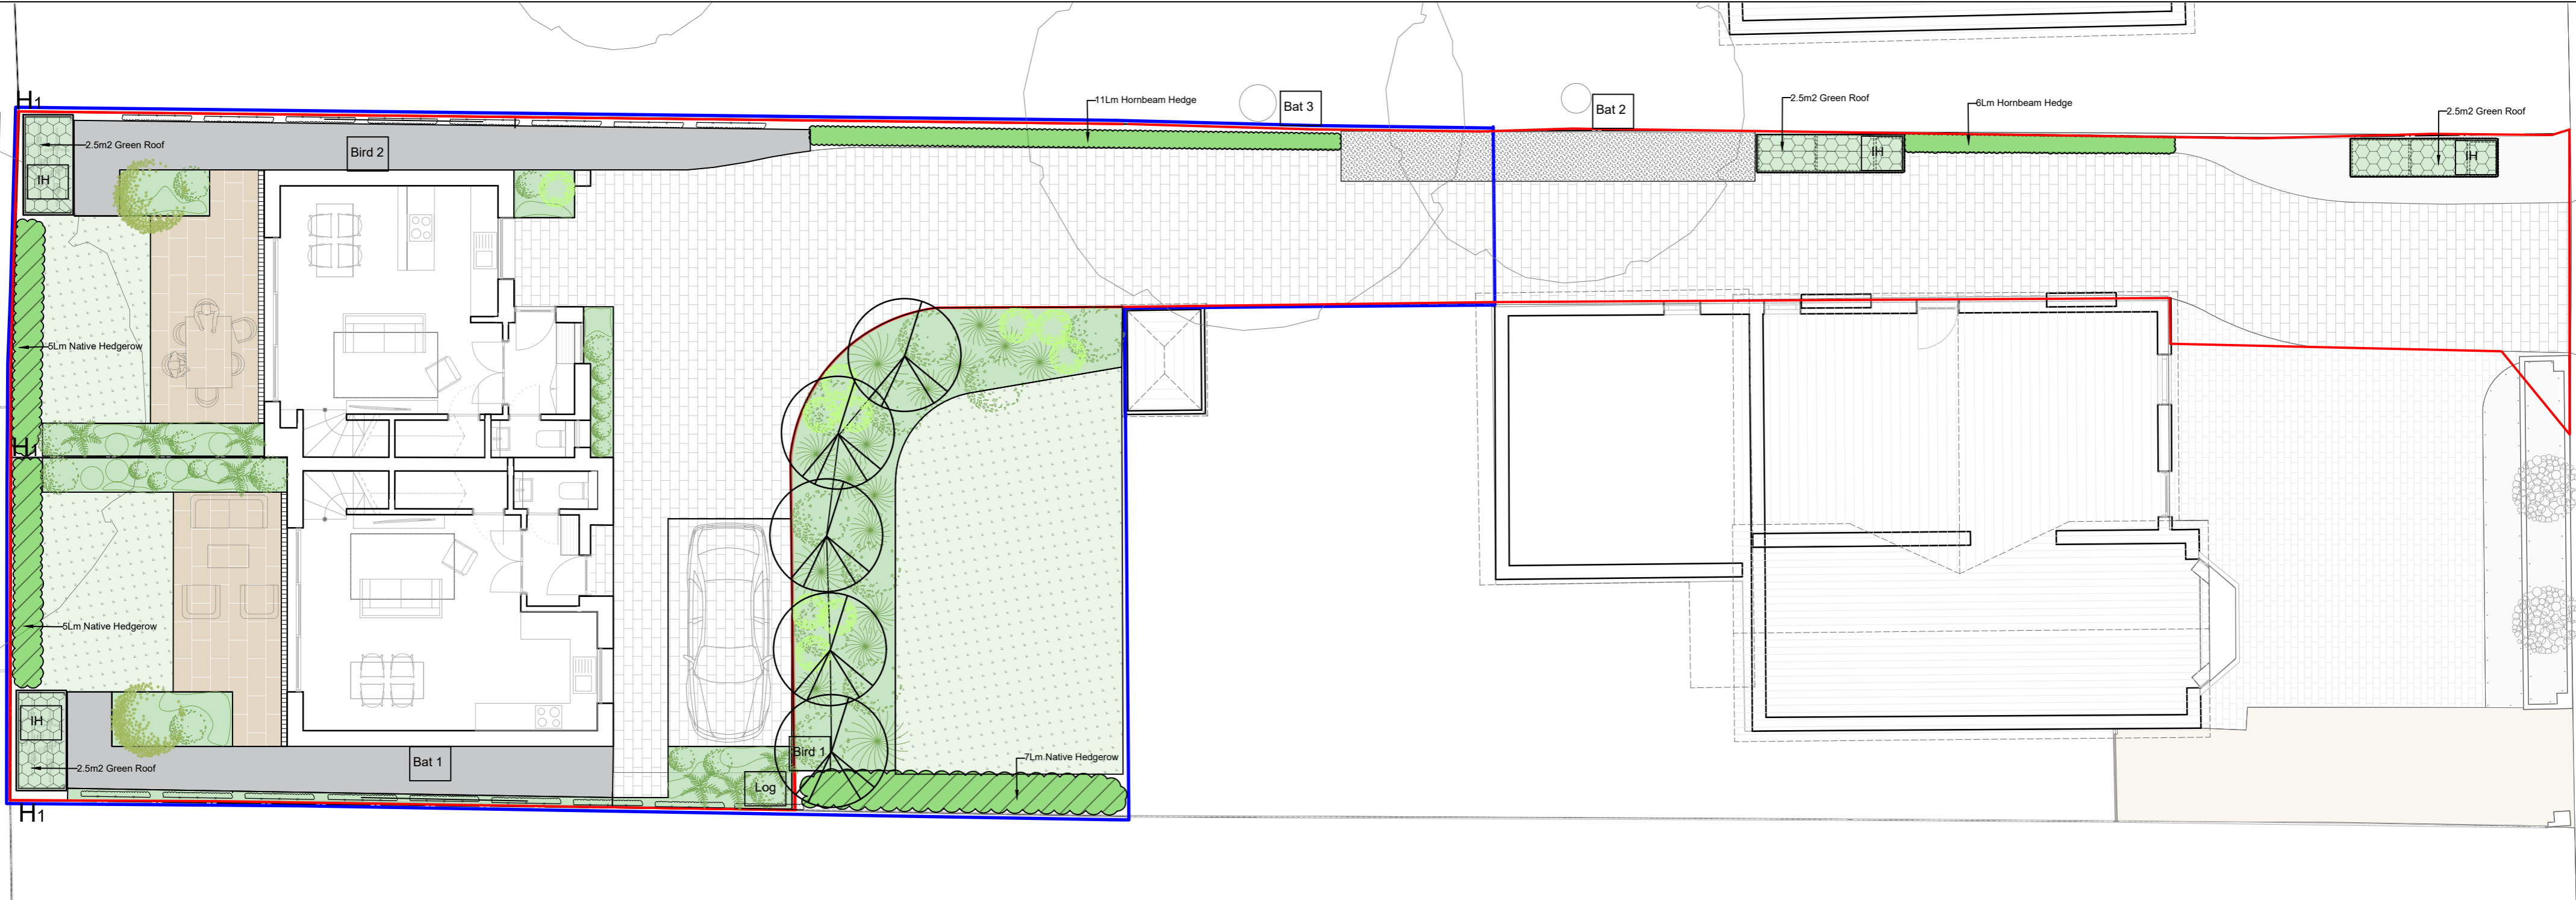 H1
11Lm Hornbeam Hedge
Bat 3
Bat 2
2.5m2 Green Roof
6Lm Hornbeam Hedge
2.5m2 Green Roof
2.5m2 Green Roof
Bird 2
IH
IH
IH
5Lm Native Hedgerow
H1
5Lm Native Hedgerow
IH
2.5m2 Green Roof
Bat 1
Bird 1
Log
7Lm Native Hedgerow
H1